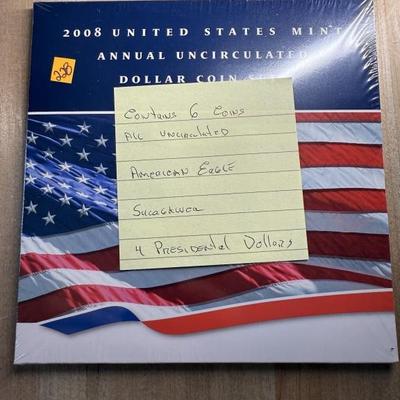 2008 UNITED STATES MINT
ANNUAL UNCIRCULATED
DOLLAR COIN SET
208
CONTAINS 6 COINS
ALL UNCIRCULATED
AMERICAN EAGLE
SACAGAWEA
4 PRESIDENTIAL DOLLARS